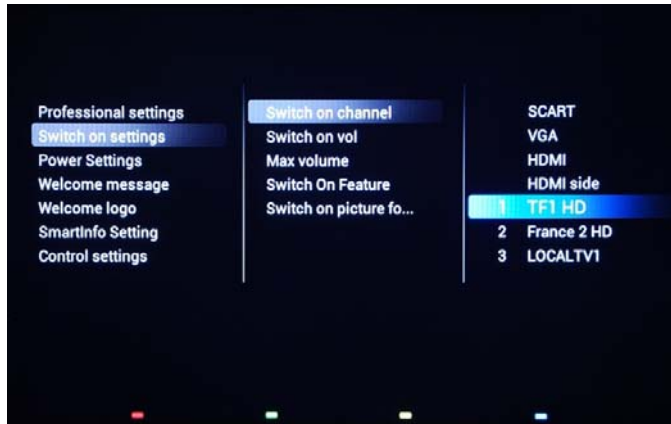 Professional settings
Switch on settings
Power Settings
Welcome message
Welcome logo
SmartInfo Setting
Control settings
Switch on channel
Switch on vol
Max volume
Switch On Feature
Switch on picture fo...
SCART
VGA
HDMI
HDMI side
1 TF1 HD
2 France 2 HD
3 LOCALTV1